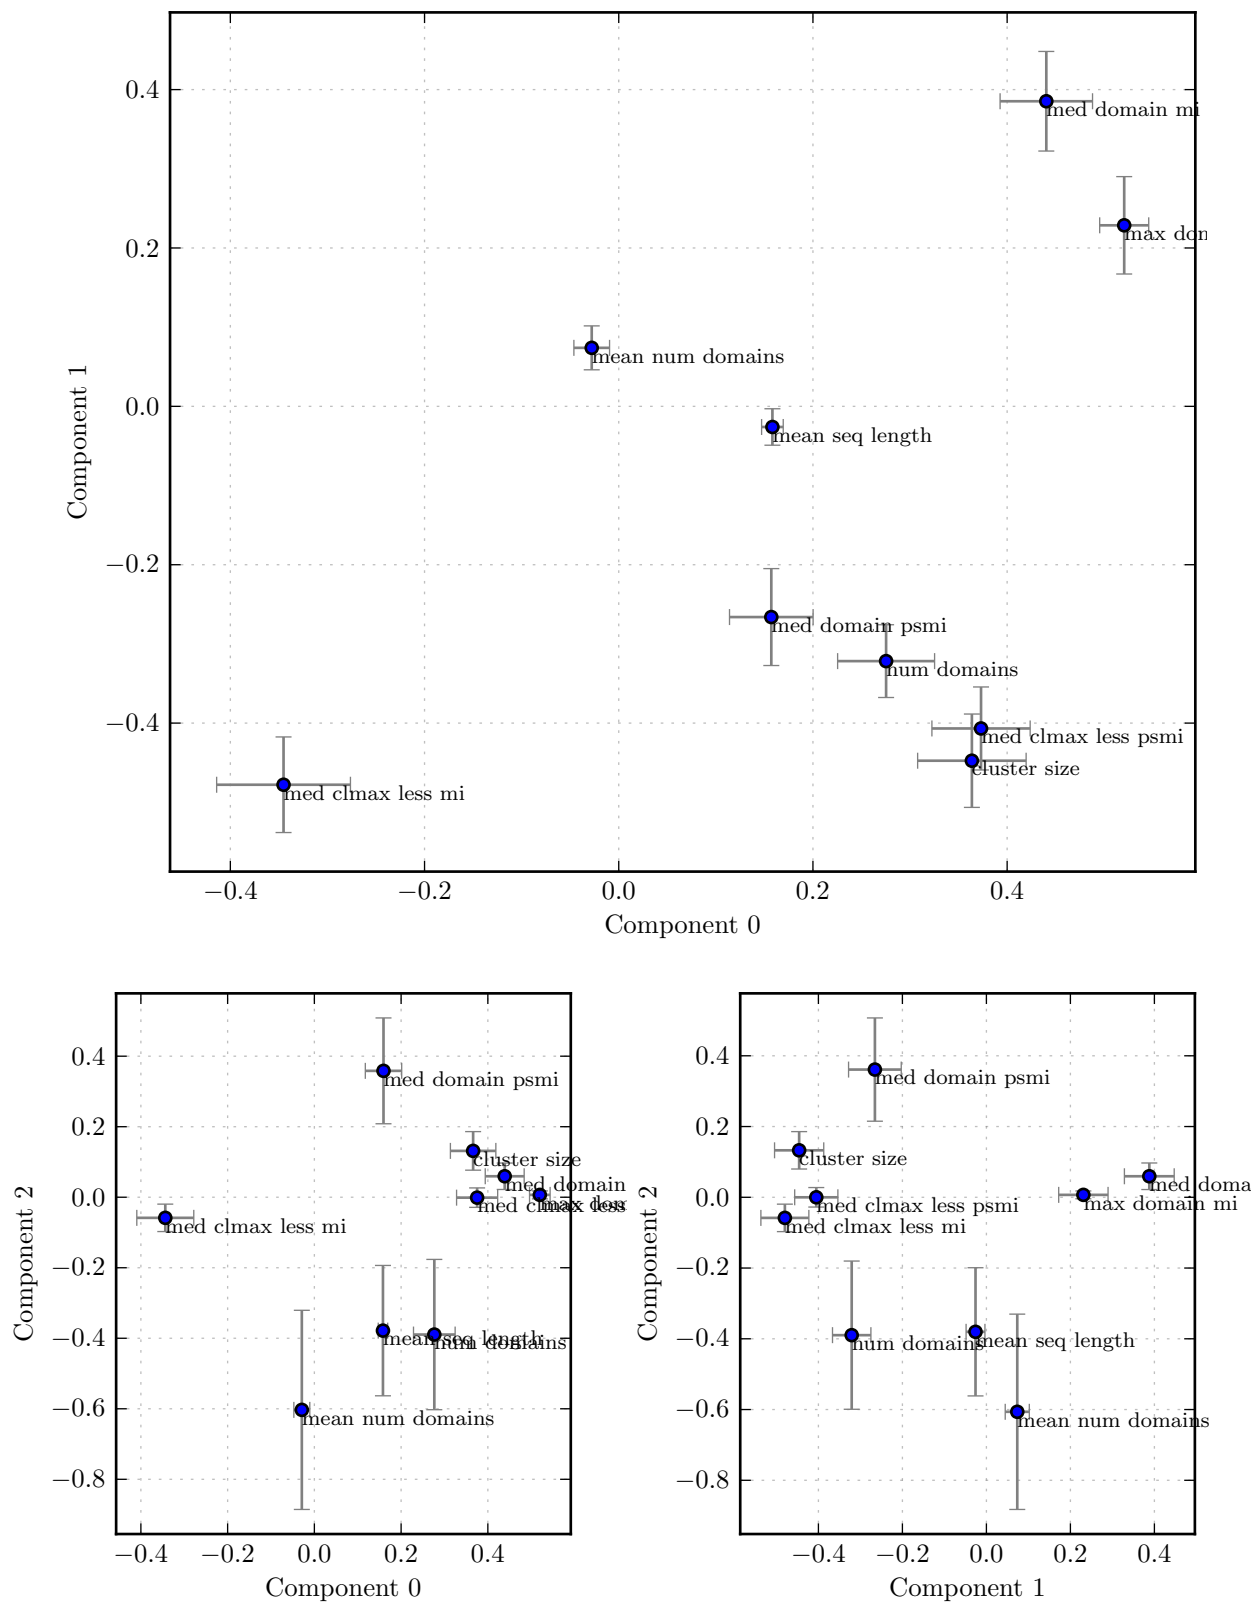 0.4
med domain mi
max don
0.2
mean num domains
0.0
mean seq length
Component 1
−0.2
med domain psmi
num domains
−0.4
med clmax less psmi
cluster size
med clmax less mi
−0.4 −0.2 0.0 0.2 0.4
Component 0
0.4
med domain psmi
0.2
cluster size
med domain
0.0
max don
med clmax less
med clmax less mi
Component 2
−0.2
−0.4
mean seq length
num domains
−0.6
mean num domains
−0.8
−0.4 −0.2 0.0 0.2 0.4
Component 0
0.4
med domain psmi
0.2
cluster size
med doma
0.0
max domain mi
med clmax less psmi
med clmax less mi
Component 2
−0.2
−0.4
num domains
mean seq length
−0.6
mean num domains
−0.8
−0.4 −0.2 0.0 0.2 0.4
Component 1